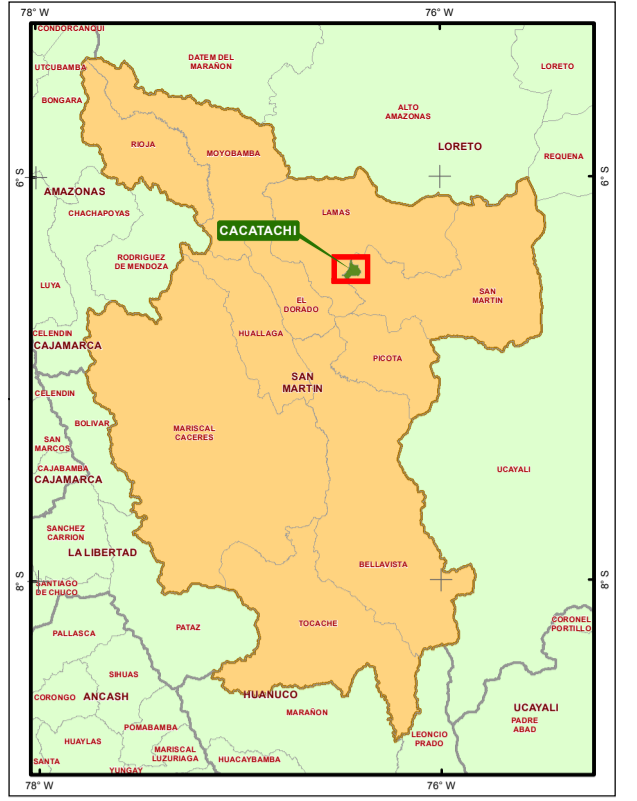 78° W
76° W
CONDORCANQUI
DATEM DEL
MARAÑON
UTCUBAMBA
LORETO
BONGARA
ALTO
AMAZONAS
RIOJA
LORETO
MOYOBAMBA
REQUENA
6° S
6° S
AMAZONAS
CHACHAPOYAS
LAMAS
CACATACHI
RODRIGUEZ
DE MENDOZA
LUYA
SAN
MARTIN
EL
DORADO
CELENDIN
HUALLAGA
CAJAMARCA
PICOTA
SAN
MARTIN
CELENDIN
BOLIVAR
MARISCAL
CACERES
SAN
MARCOS
CAJABAMBA
UCAYALI
CAJAMARCA
SANCHEZ
CARRION
LA LIBERTAD
BELLAVISTA
8° S
8° S
SANTIAGO
DE CHUCO
CORONEL
PORTILLO
PALLASCA
PATAZ
TOCACHE
SIHUAS
CORONGO
ANCASH
HUANUCO
MARAÑON
UCAYALI
PADRE
ABAD
POMABAMBA
HUAYLAS
LEONCIO
PRADO
MARISCAL
LUZURIAGA
HUACAYBAMBA
SANTA
YUNGAY
78° W
76° W